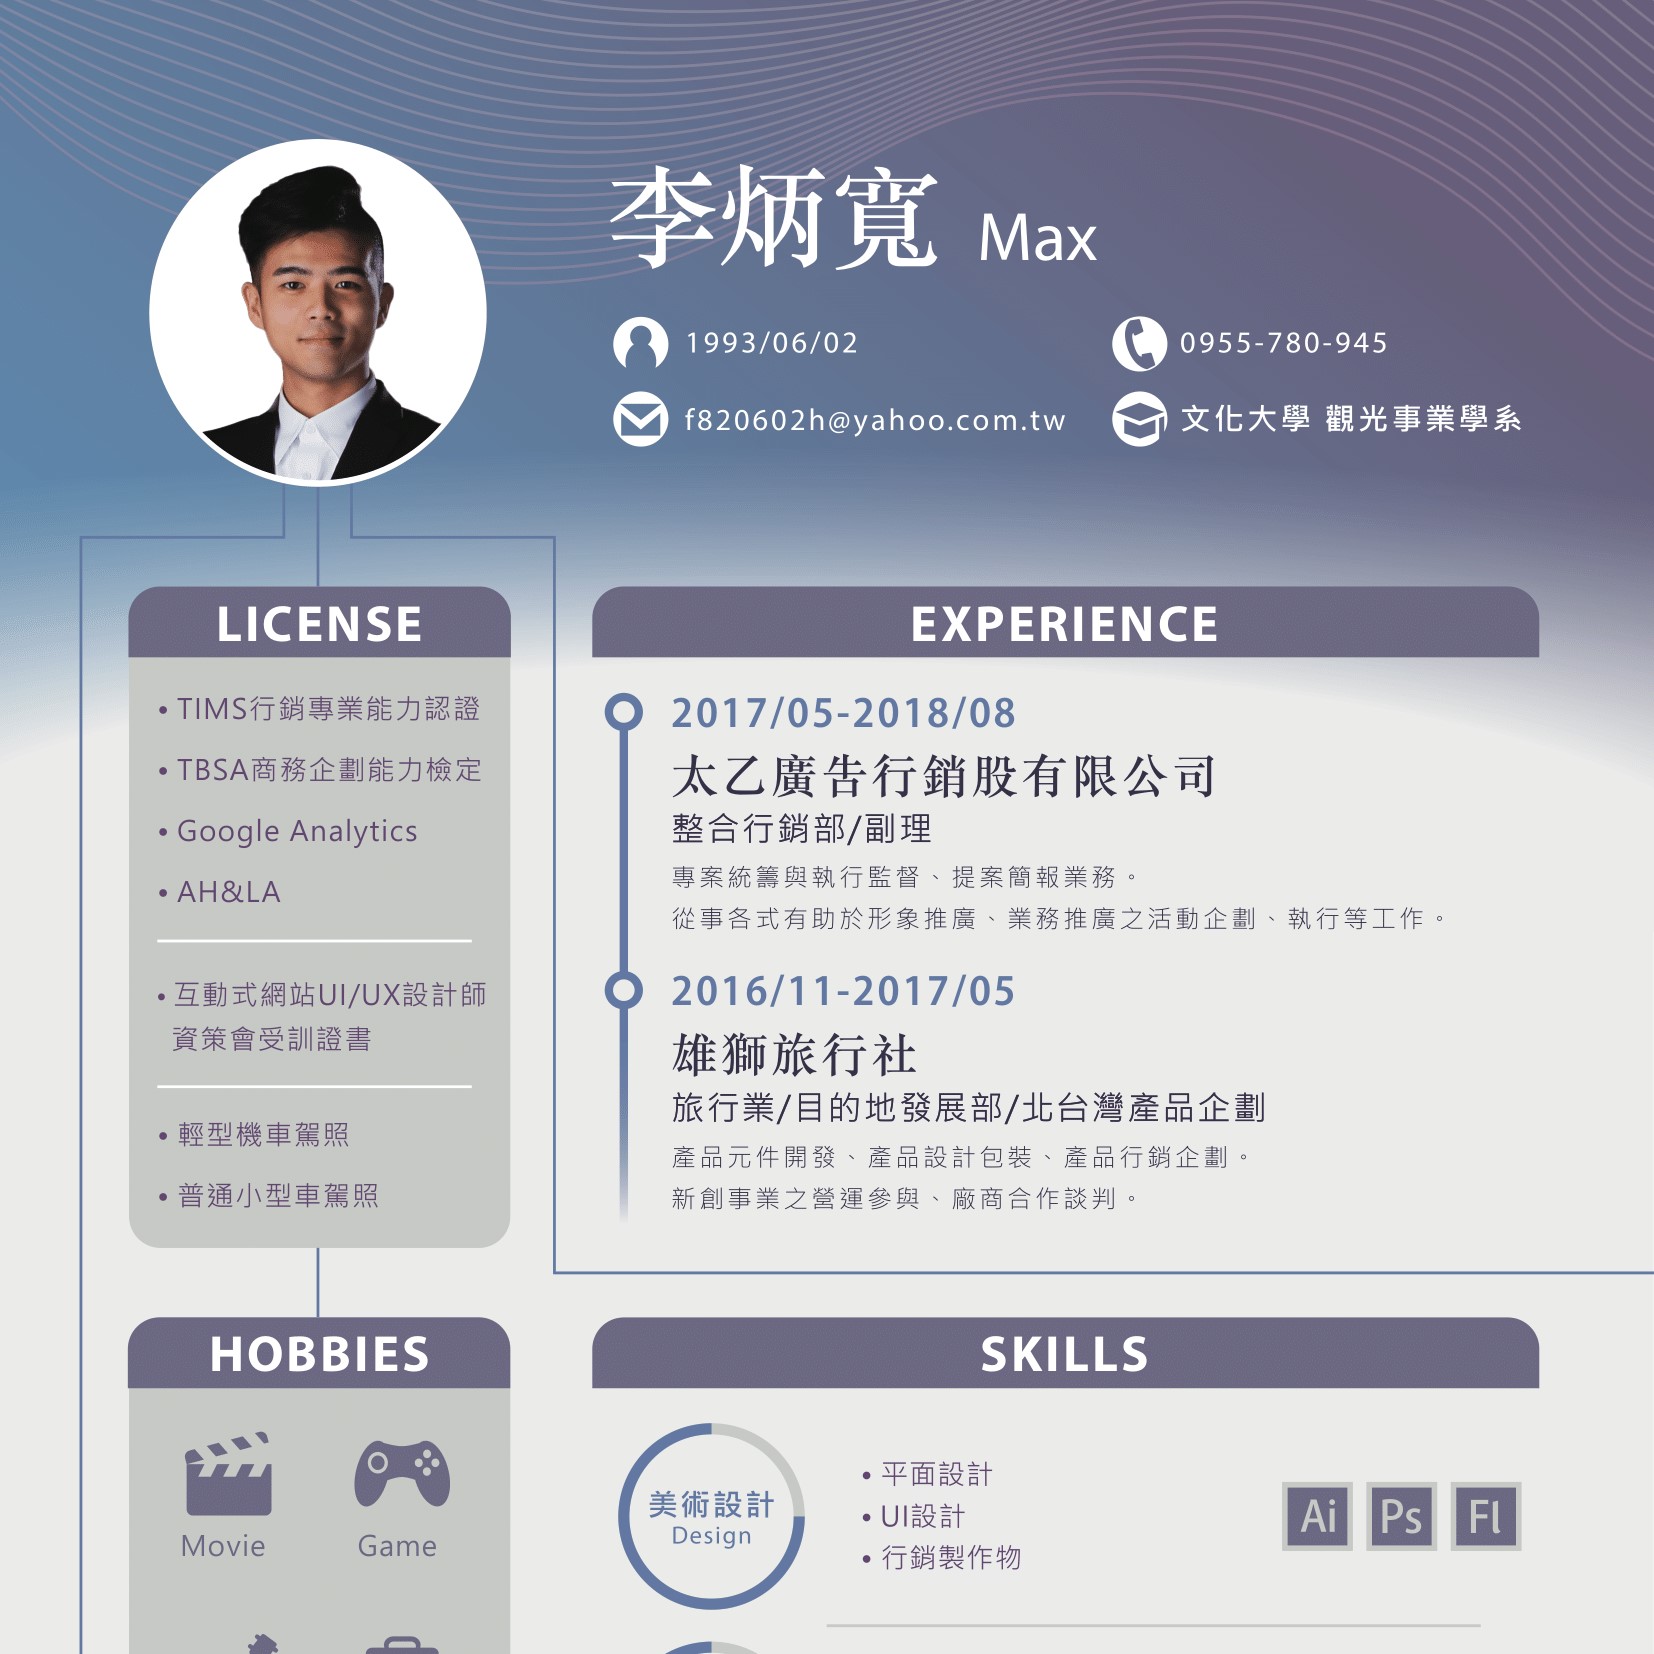 李炳寬 Max
1993/06/02
0955-780-945
f820602h@yahoo.com.tw
文化大學 觀光事業學系
LICENSE
• TIMS行銷專業能力認證
• TBSA商務企劃能力檢定
• Google Analytics
• AH&LA
• 互動式網站UI/UX設計師
資策會受訓證書
• 輕型機車駕照
• 普通小型車駕照
EXPERIENCE
2017/05-2018/08
太乙廣告行銷股有限公司
整合行銷部/副理
專案統籌與執行監督、提案簡報業務。
從事各式有助於形象推廣、業務推廣之活動企劃、執行等工作。
2016/11-2017/05
雄獅旅行社
旅行業/目的地發展部/北台灣產品企劃
產品元件開發、產品設計包裝、產品行銷企劃。
新創事業之營運參與、廠商合作談判。
HOBBIES
Movie
Game
SKILLS
美術設計
Design
• 平面設計
• UI設計
• 行銷製作物
Ai Ps Fl